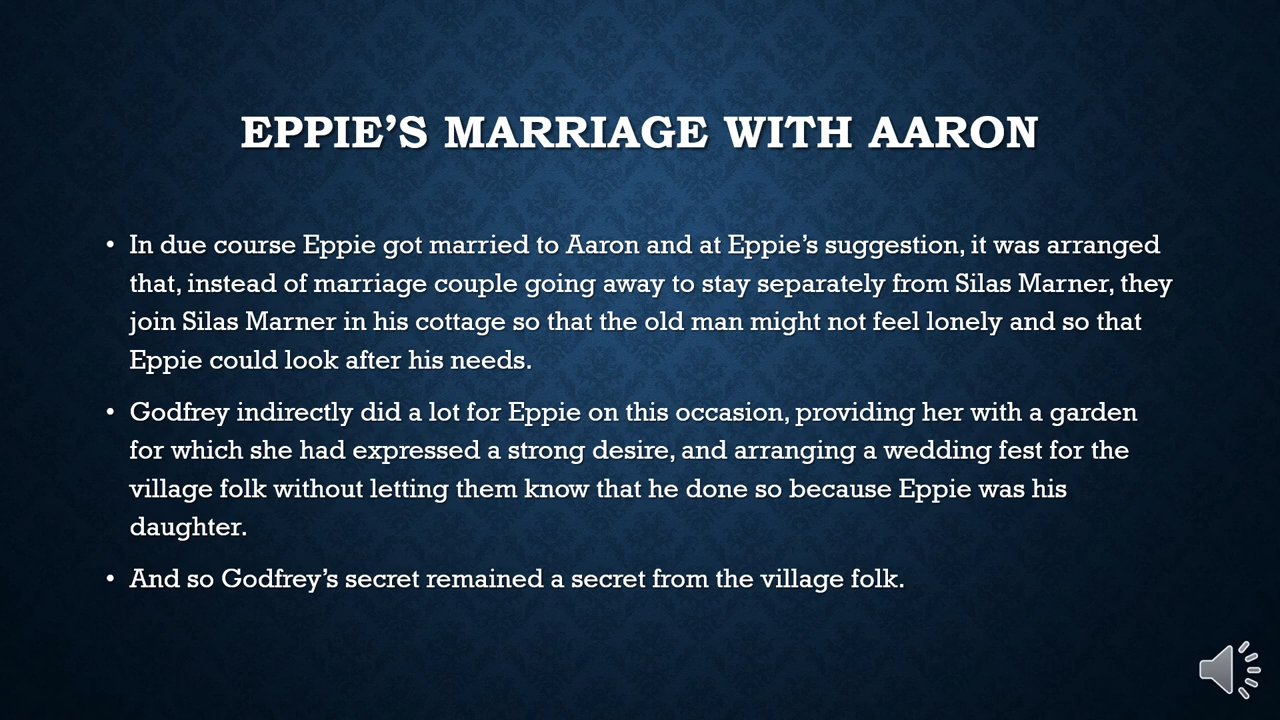 EPPIE’S MARRIAGE WITH AARON
• In due course Eppie got married to Aaron and at Eppie’s suggestion, it was arranged
that, instead of marriage couple going away to stay separately from Silas Marner, they
join Silas Marner in his cottage so that the old man might not feel lonely and so that
Eppie could look after his needs.
• Godfrey indirectly did a lot for Eppie on this occasion, providing her with a garden
for which she had expressed a strong desire, and arranging a wedding fest for the
village folk without letting them know that he done so because Eppie was his
daughter.
• And so Godfrey’s secret remained a secret from the village folk.